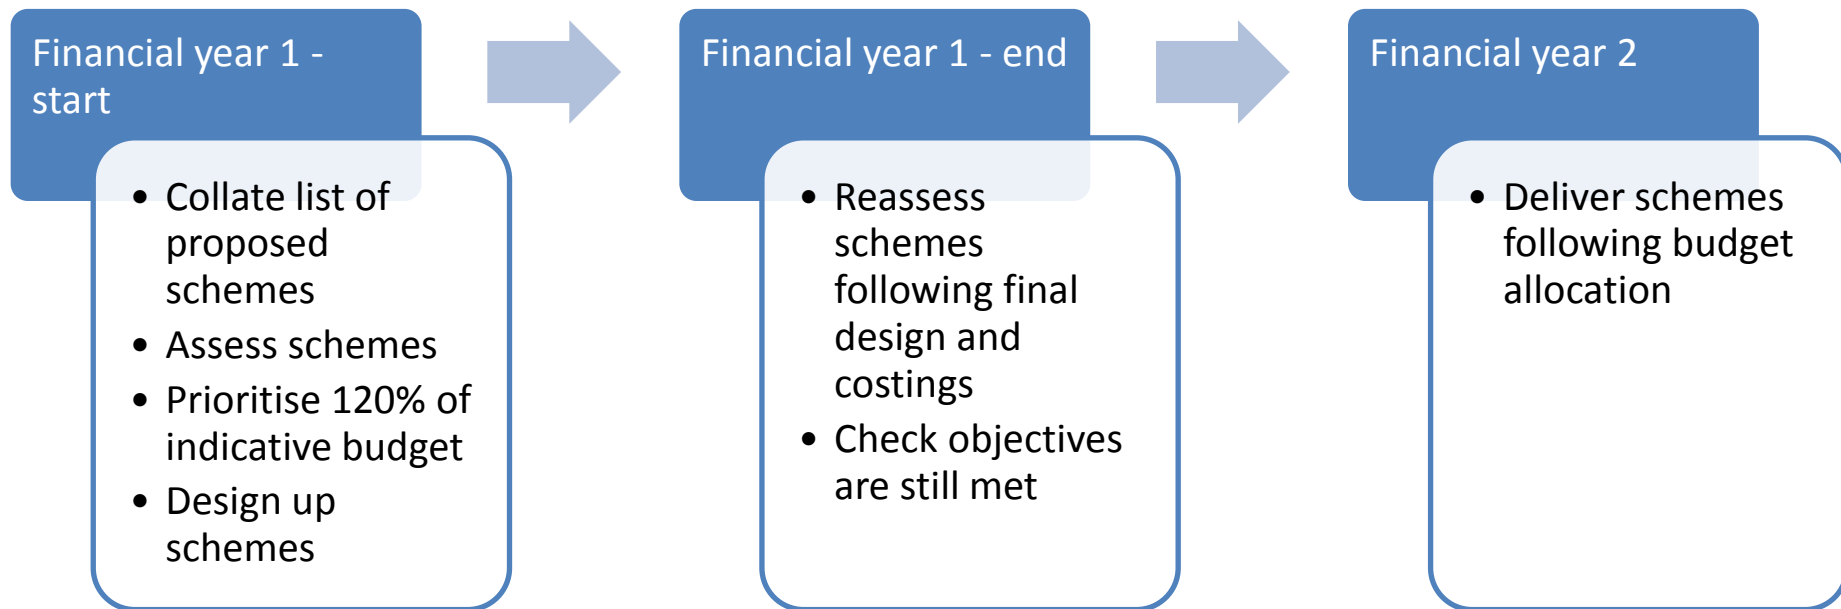 Financial year 1 -
start
• Collate list of
proposed
schemes
• Assess schemes
• Prioritise 120% of
indicative budget
• Design up
schemes
Financial year 1 - end
• Reassess
schemes
following final
design and
costings
• Check objectives
are still met
Financial year 2
• Deliver schemes
following budget
allocation